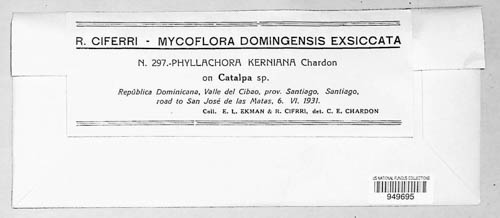 R. CIFERRI - MYCOFLORA DOMINGENSIS EXSICCATA
N. 297.-PHYLLACHORA KERNIANA Chardon
on Catalpa sp.
República Dominicana, Valle del Cibao, prov. Santiago, Santiago,
road to San José de las Matas, 6. VI. 1931.
Coll. E. L. EKMAN & R. CIFRRI, det. C. E. CHARDON
US NATIONAL FUNGUS COLLECTIONS
949695